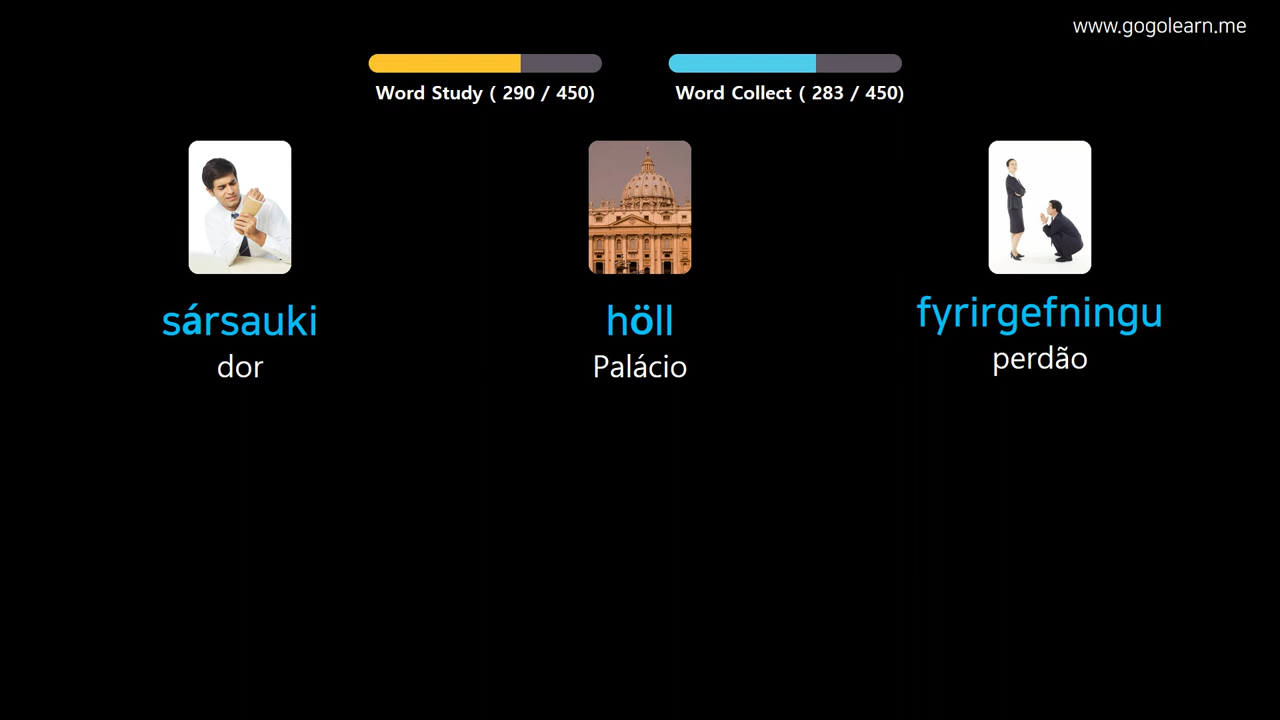 www.gogolearn.me
Word Study ( 290 / 450)
Word Collect ( 283 / 450)
sársauki
dor
höll
Palácio
fyrirgefningu
perdão